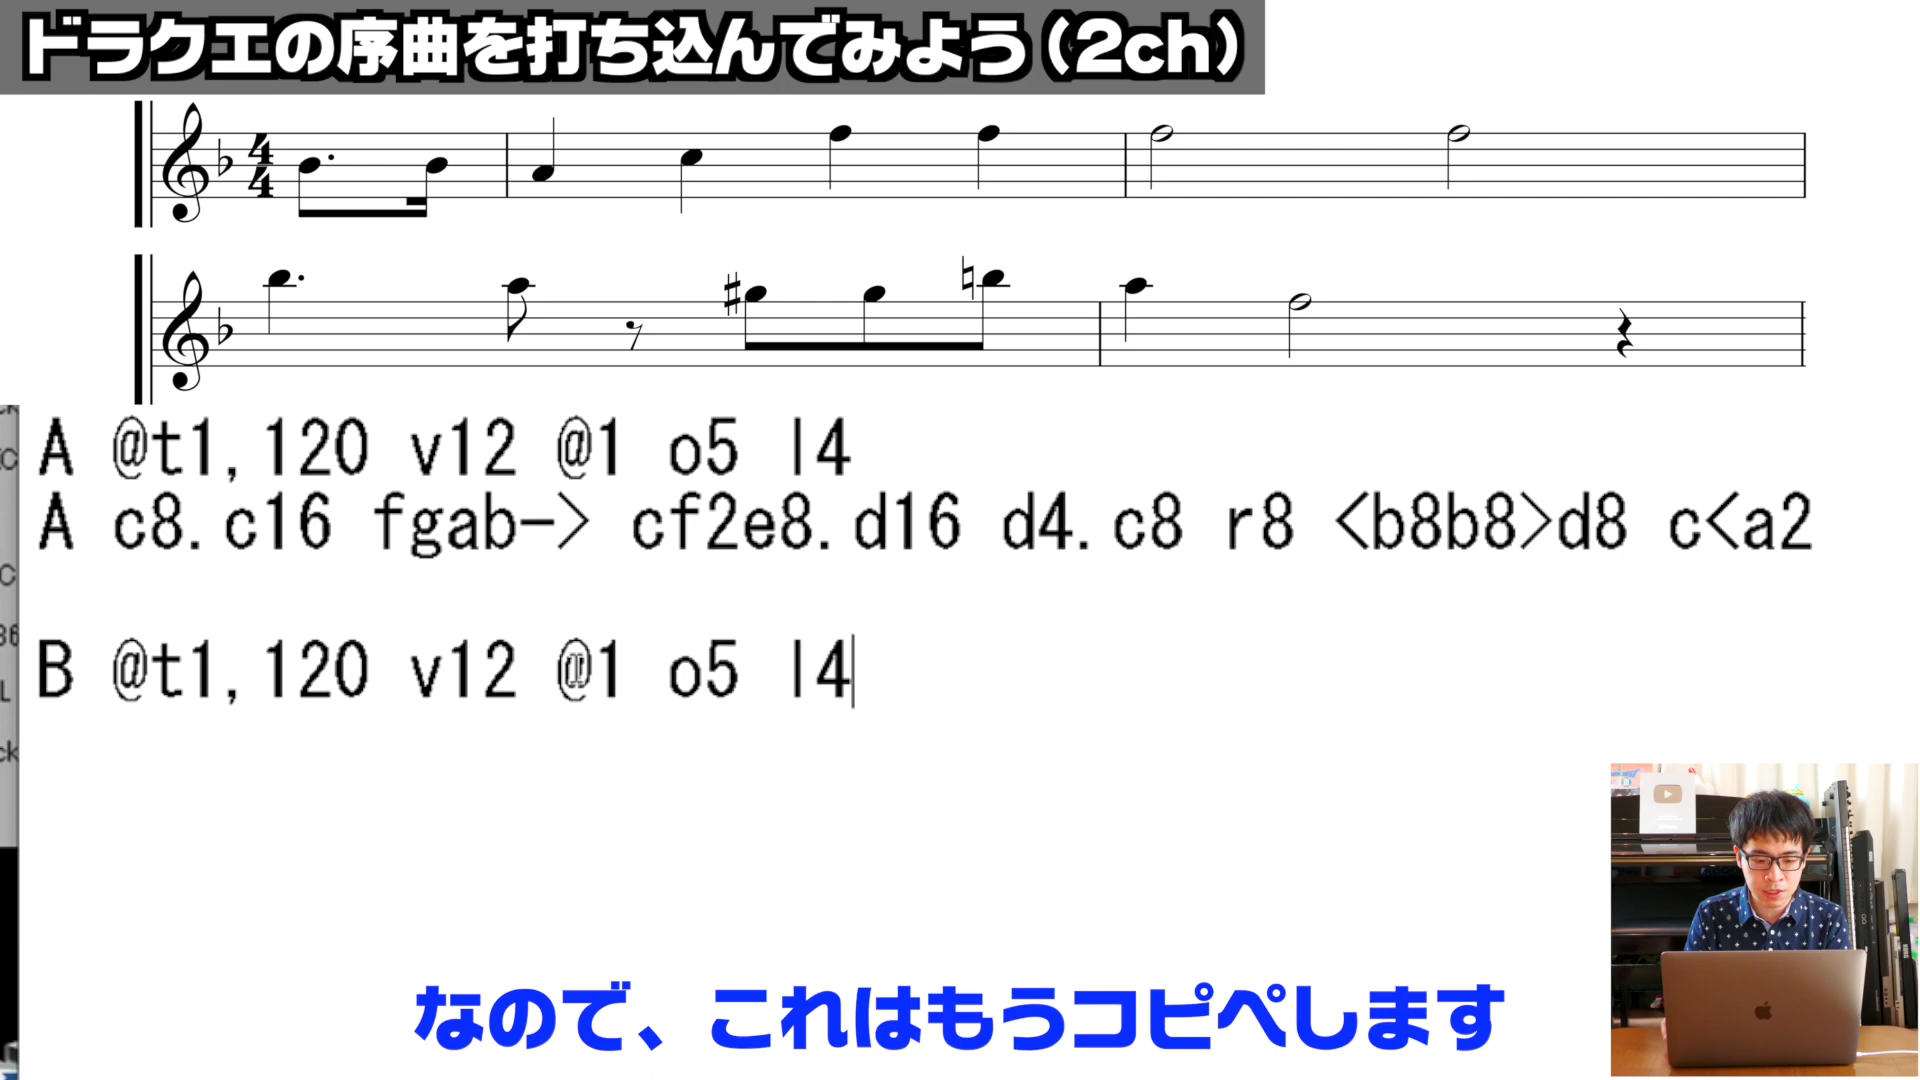 ドラクエの序曲を打ち込んでみよう（2ch）
4
4
A @t1,120 v12 @1 o5 l4
A c8.c16 fgab-> cf2e8.d16 d4.c8 r8 <b8b8>d8 c<a2
B @t1,120 v12 @1 o5 l4
なので、これはもうコピペします